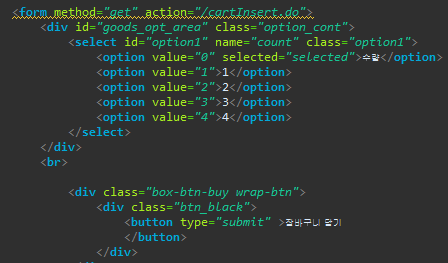 <form method="get" action="/cartInsert.do">
<div id="goods_opt_area" class="option_cont">
<select id="option1" name="count" class="option1">
<option value="0" selected="selected">수량</option>
<option value="1">1</option>
<option value="2">2</option>
<option value="3">3</option>
<option value="4">4</option>
</select>
</div>
<br>
<div class="box-btn-buy wrap-btn">
<div class="btn_black">
<button type="submit" >장바구니 담기
</button>
</div>